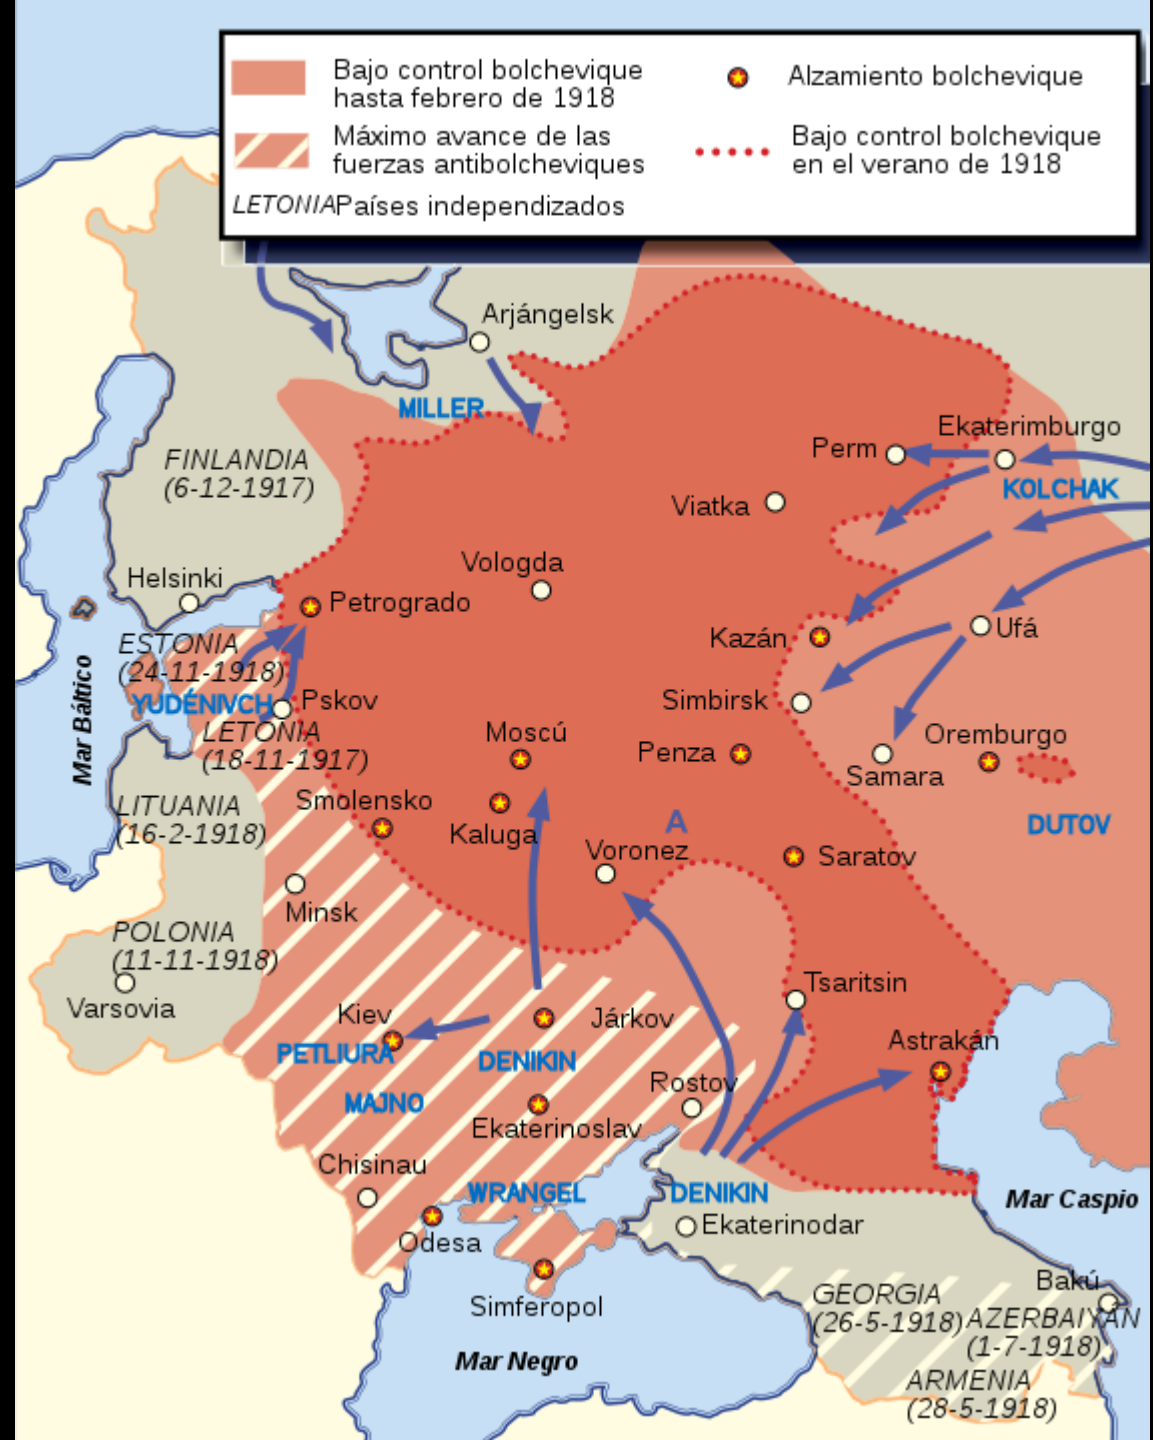 Bajo control bolchevique
hasta febrero de 1918
Alzamiento bolchevique
Máximo avance de las
fuerzas antibolcheviques
Bajo control bolchevique
en el verano de 1918
LETONIA Países independizados
Arjángelsk
MILLER
Ekaterimburgo
Perm
KOLCHAK
FINLANDIA
(6-12-1917)
Viatka
Vologda
Helsinki
Petrogrado
Kazán
Ufá
ESTONIA
(24-11-1918)
YUDÉNIVCH
Pskov
Simbirsk
Mar Báltico
LETONIA
(18-11-1917)
Moscú
Penza
Oremburgo
Samara
LITUANIA
(16-2-1918)
Smolensko
Kaluga
A
DUTOV
Voronez
Saratov
Minsk
POLONIA
(11-11-1918)
Varsovia
Tsaritsin
Kiev
Járkov
PETLIURA
DENIKIN
Astrakán
MAJNO
Rostov
Ekaterinoslav
Chisinau
WRANGEL
DENIKIN
Mar Caspio
Odesa
Ekaterinodar
Simferopol
GEORGIA
(26-5-1918)
Bakú
AZERBAIYÁN
(1-7-1918)
Mar Negro
ARMENIA
(28-5-1918)